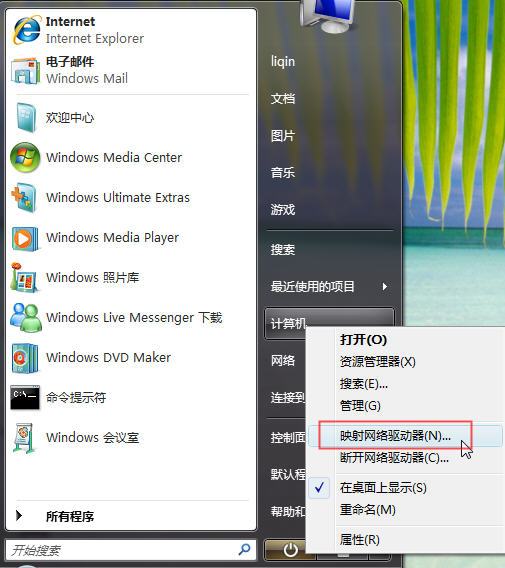 Internet
Internet Explorer
电子邮件
Windows Mail
欢迎中心
Windows Media Center
Windows Ultimate Extras
Windows Media Player
Windows 照片库
Windows Live Messenger 下载
Windows DVD Maker
命令提示符
Windows 会议室
所有程序
开始搜索
liqin
文档
图片
音乐
游戏
搜索
最近使用的项目
计算机
网络
连接到
控制面
默认程
帮助和
打开(O)
资源管理器(X)
搜索(E)...
管理(G)
映射网络驱动器(N)...
断开网络驱动器(C)...
在桌面上显示(S)
重命名(M)
属性(R)